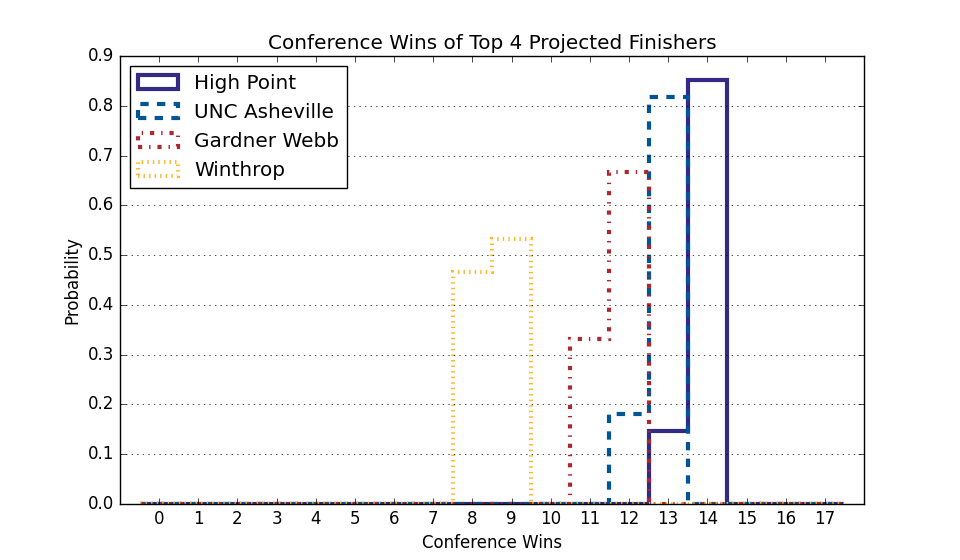 Conference Wins of Top 4 Projected Finishers
High Point
UNC Asheville
Gardner Webb
Winthrop
0.9
0.8
0.7
0.6
0.5
0.4
0.3
0.2
0.1
0.0
Probability
0 1 2 3 4 5 6 7 8 9 10 11 12 13 14 15 16 17
Conference Wins